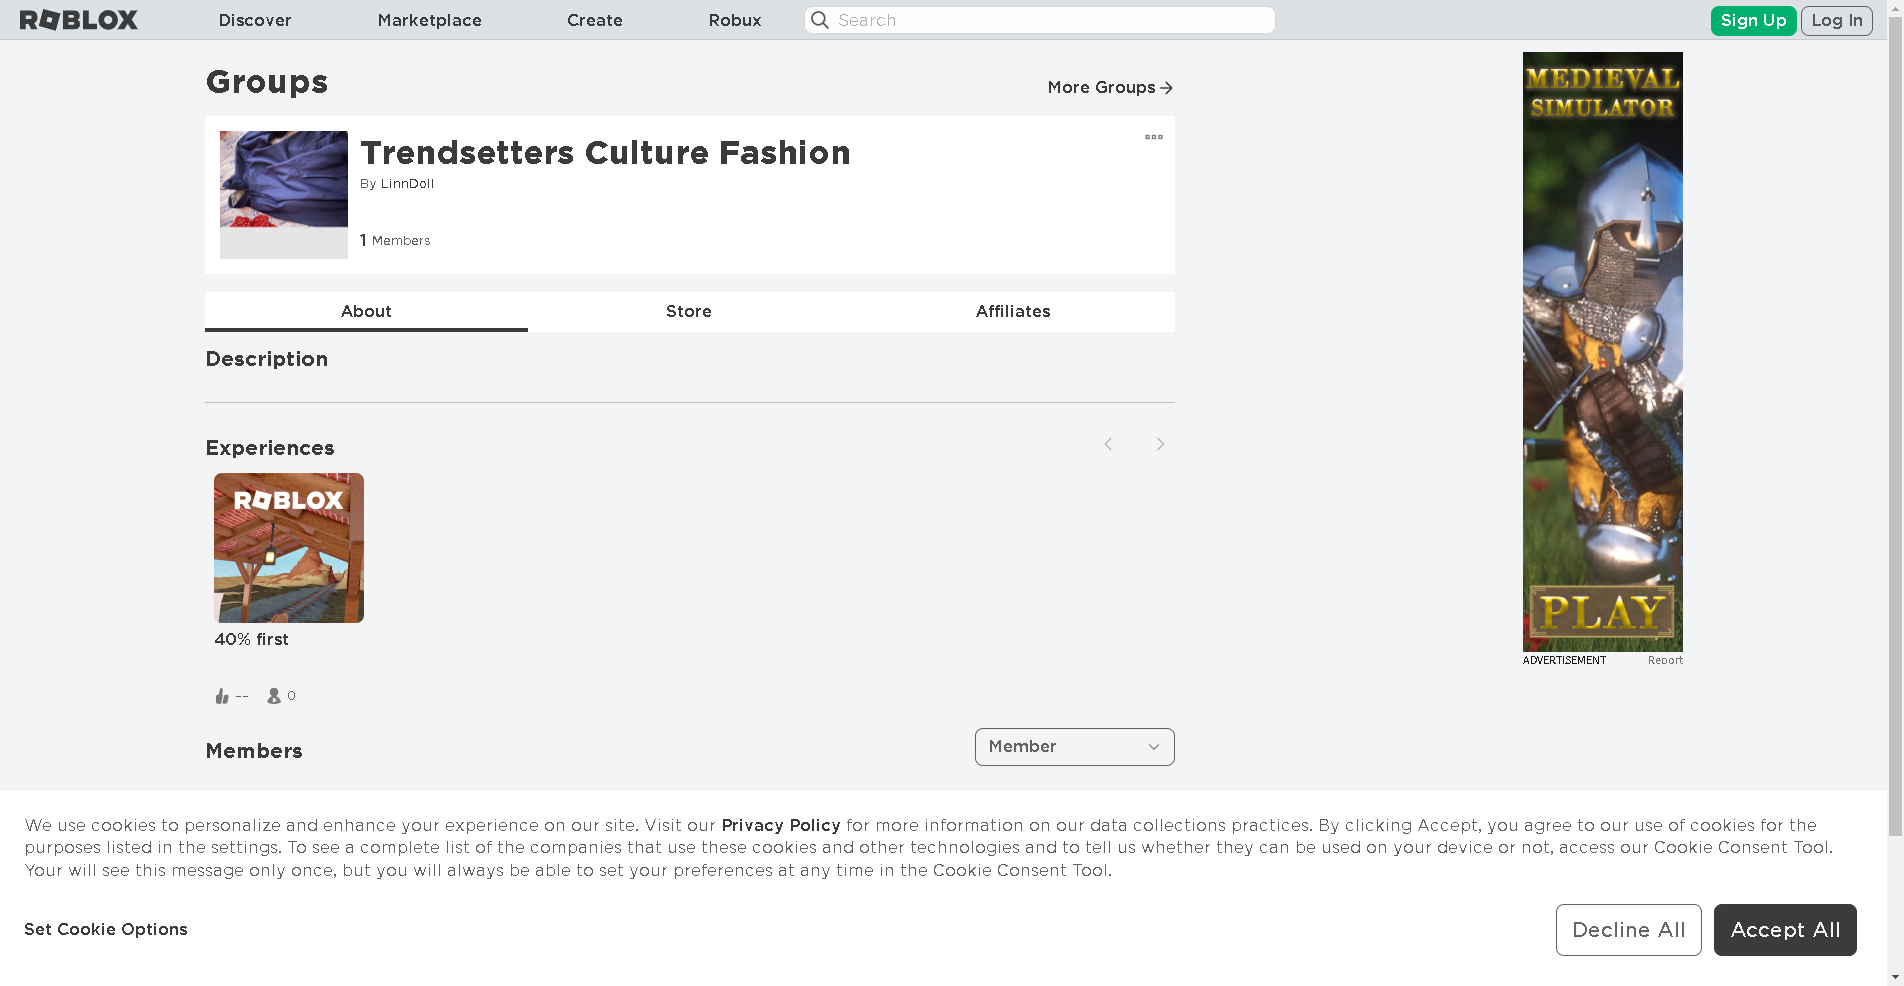 ROBLOX
Discover
Marketplace
Create
Robux
Search
Sign Up
Log In
Groups
More Groups
Trendsetters Culture Fashion
By LinnDoll
1 Members
About
Store
Affiliates
Description
Experiences
ROBLOX
40% first
--
0
Members
Member
MEDIEVAL
SIMULATOR
PLAY
ADVERTISEMENT
Report
We use cookies to personalize and enhance your experience on our site. Visit our Privacy Policy for more information on our data collections practices. By clicking Accept, you agree to our use of cookies for the
purposes listed in the settings. To see a complete list of the companies that use these cookies and other technologies and to tell us whether they can be used on your device or not, access our Cookie Consent Tool.
Your will see this message only once, but you will always be able to set your preferences at any time in the Cookie Consent Tool.
Set Cookie Options
Decline All
Accept All